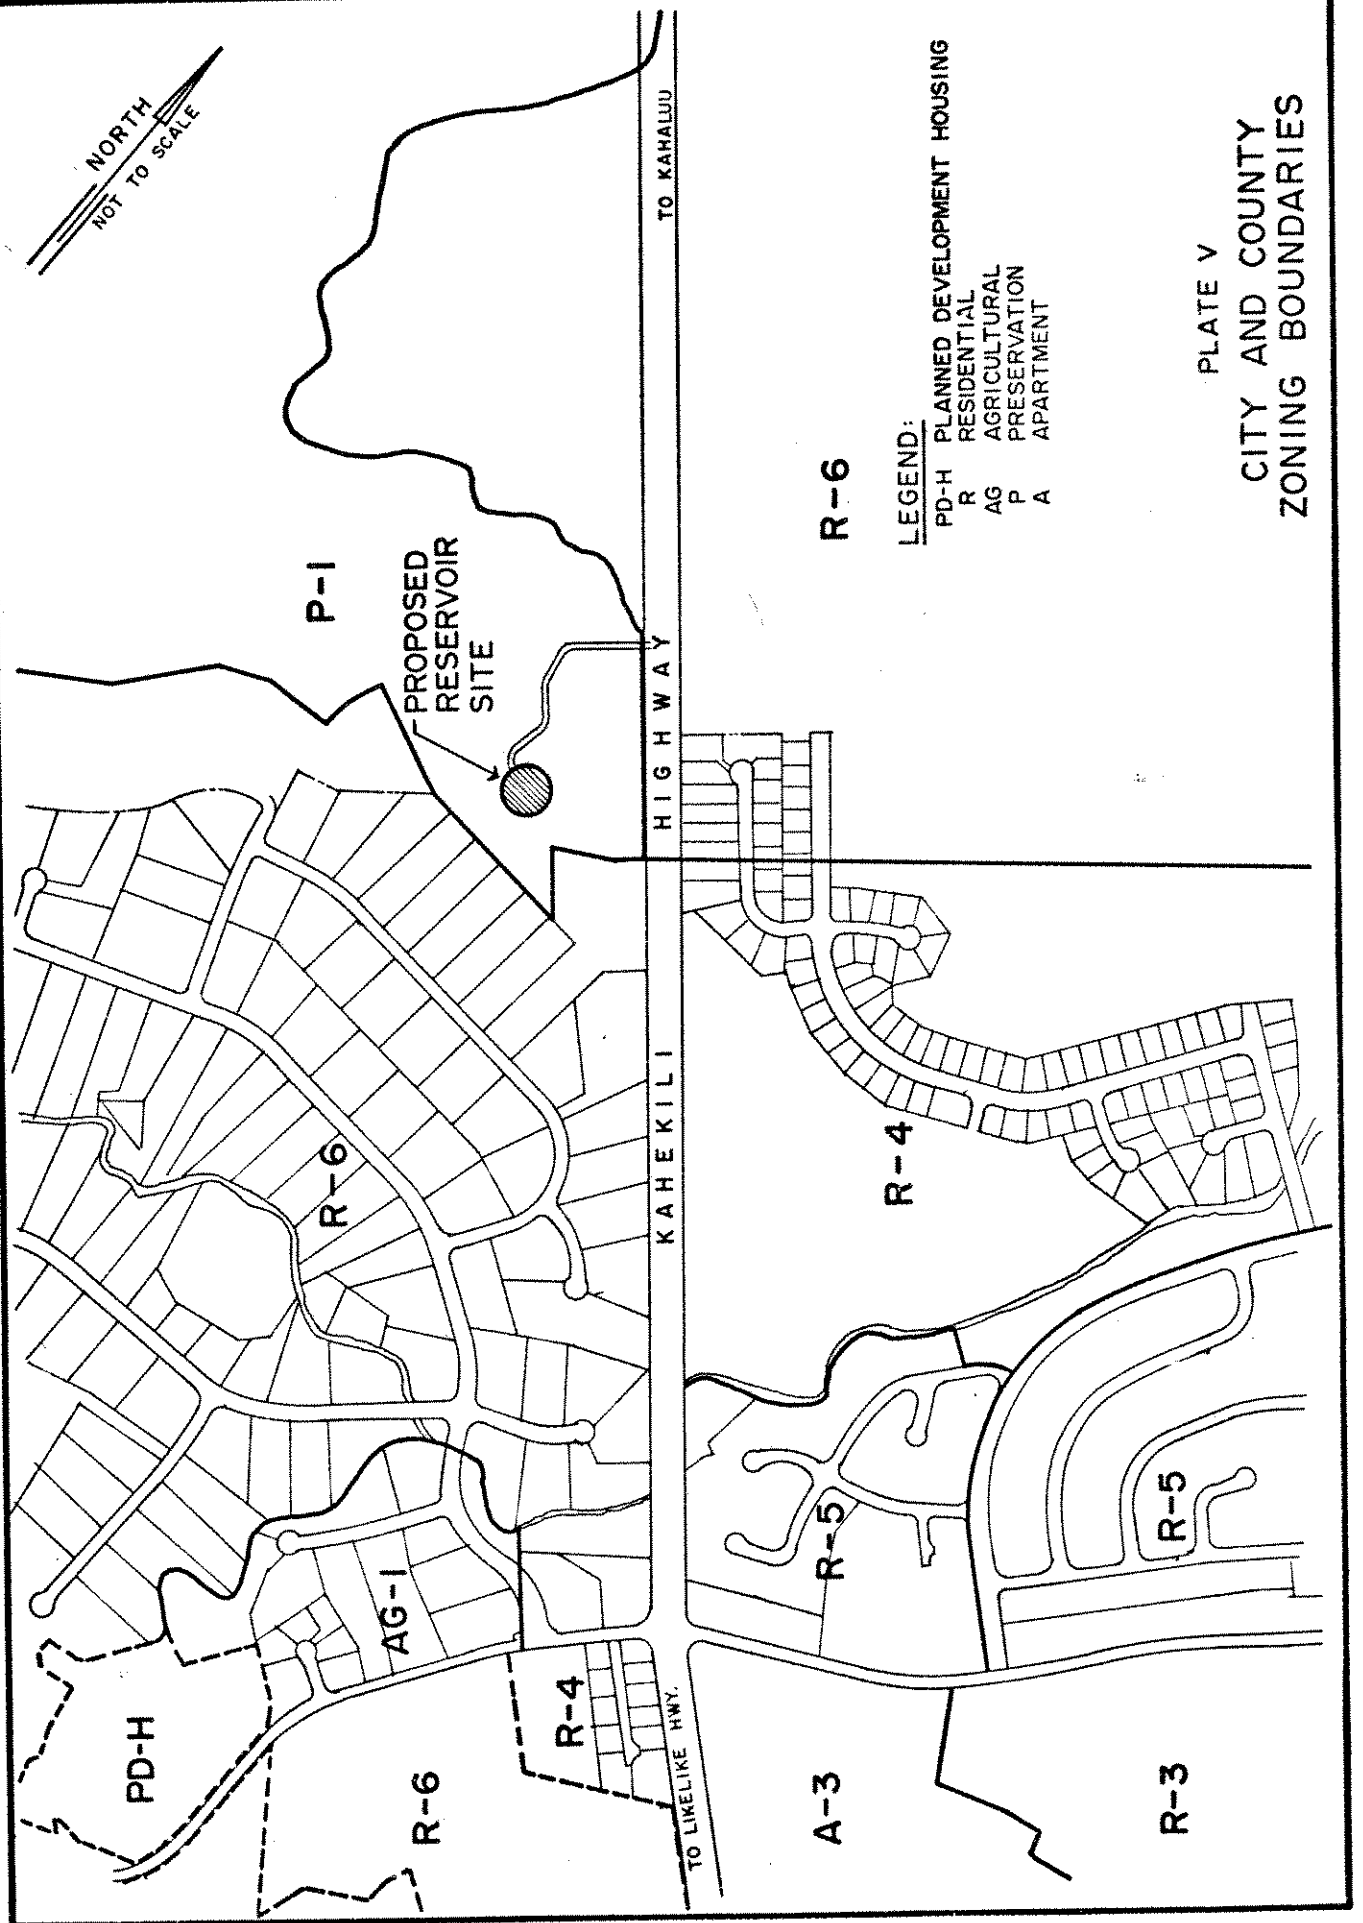 NORTH
NOT TO SCALE
P-1
PROPOSED
RESERVOIR
SITE
R-6
PD-H
AG-1
R-6
R-4
TO LIKELIKE HWY.
KAHEKILI HIGHWAY
TO KAHALUU
R-6
R-4
R-5
R-5
A-3
R-3
LEGEND:
PD-H PLANNED DEVELOPMENT HOUSING
R RESIDENTIAL
AG AGRICULTURAL
P PRESERVATION
A APARTMENT
PLATE V
CITY AND COUNTY
ZONING BOUNDARIES